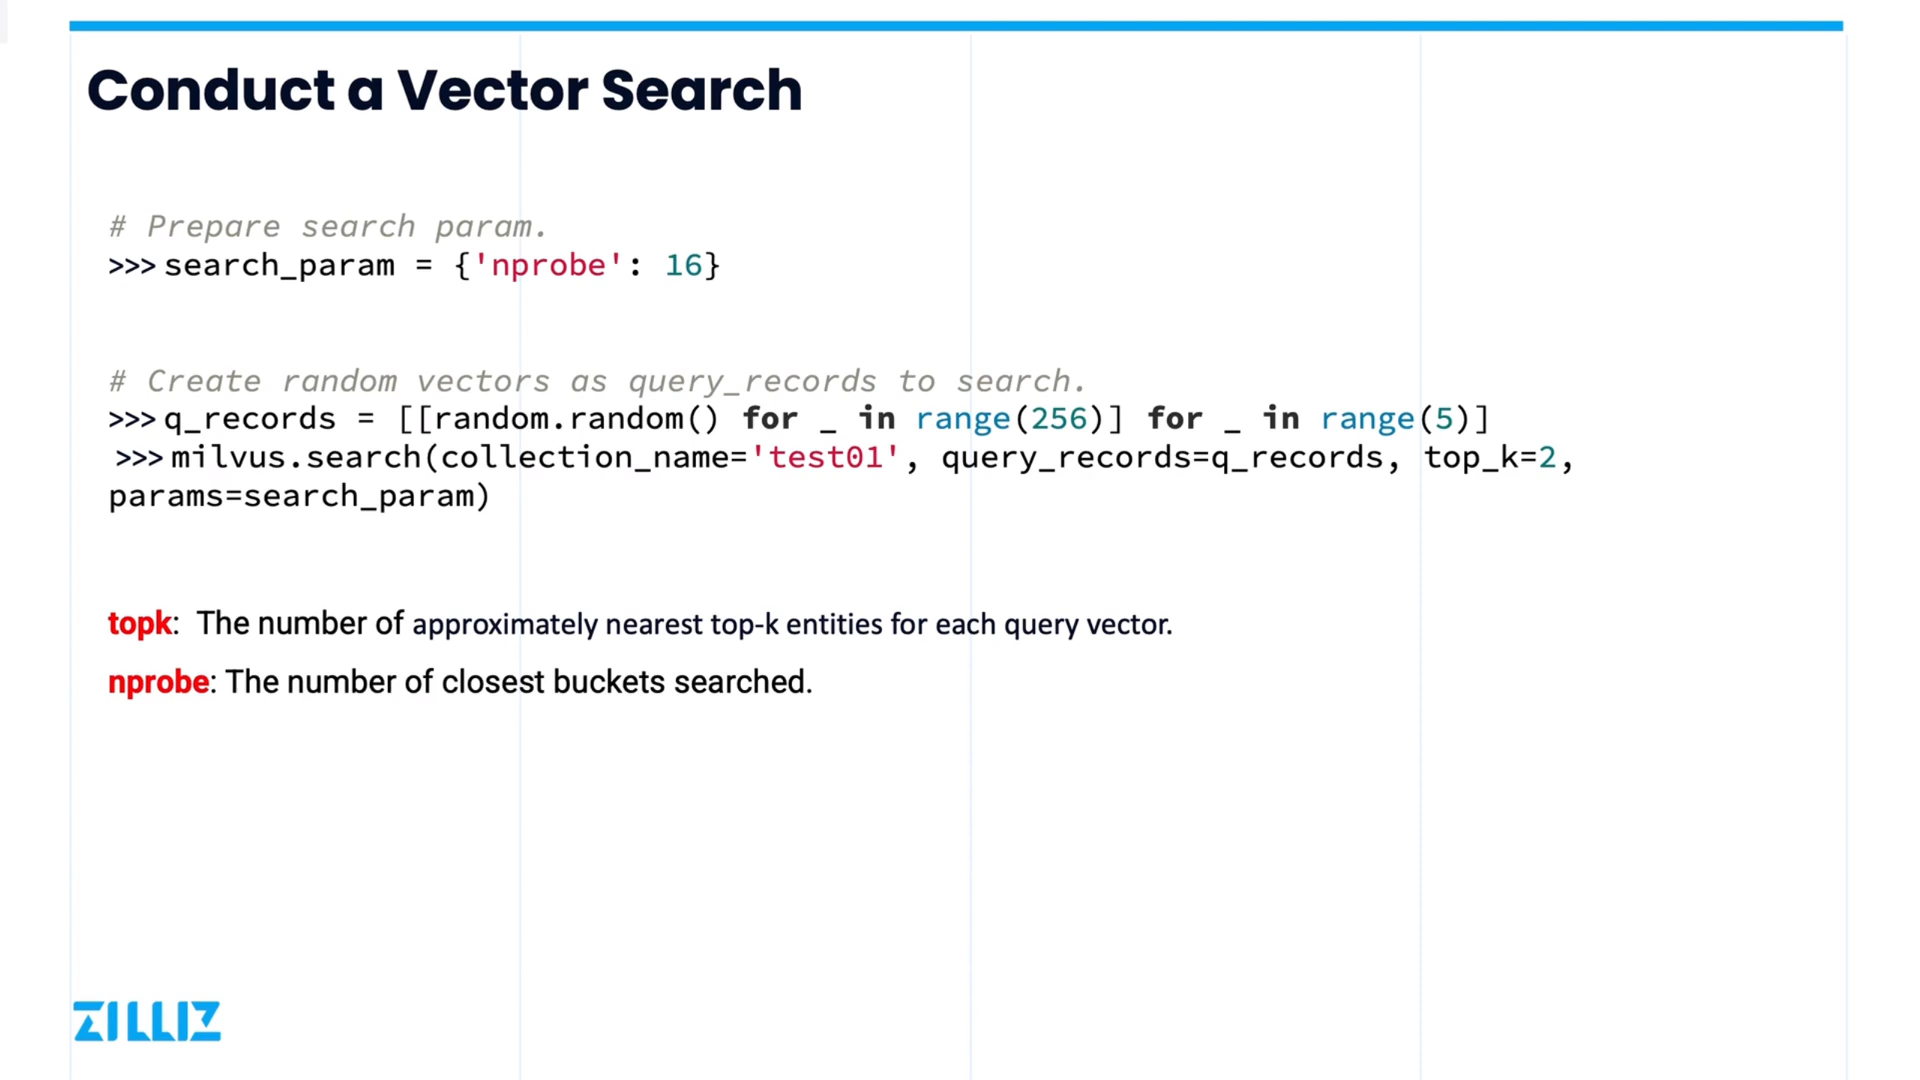 Conduct a Vector Search
# Prepare search param.
>>> search_param = {'nprobe': 16}
# Create random vectors as query_records to search.
>>> q_records = [[random.random() for _ in range(256)] for _ in range(5)]
>>> milvus.search(collection_name='test01', query_records=q_records, top_k=2,
params=search_param)
topk: The number of approximately nearest top-k entities for each query vector.
nprobe: The number of closest buckets searched.
ZILLIZ